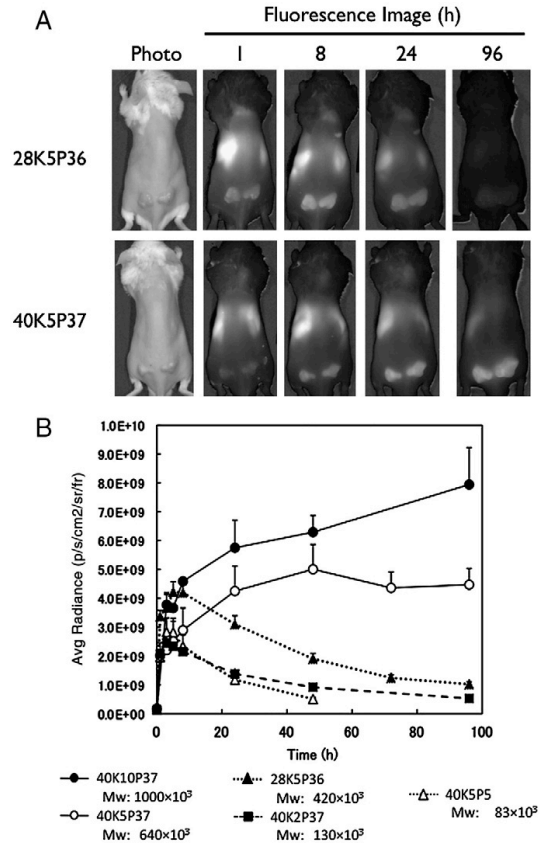 A
Fluorescence Image (h)
Photo
1
8
24
96
28K5P36
40K5P37
B
Avg Radiance (p/s/cm2/sr/fr)
1.0E+10
9.0E+09
8.0E+09
7.0E+09
6.0E+09
5.0E+09
4.0E+09
3.0E+09
2.0E+09
1.0E+09
0.0E+00
0
20
40
60
80
100
Time (h)
40K10P37
Mw: 1000×10³
40K5P37
Mw: 640×10³
28K5P36
Mw: 420×10³
40K2P37
Mw: 130×10³
40K5P5
Mw: 83×10³